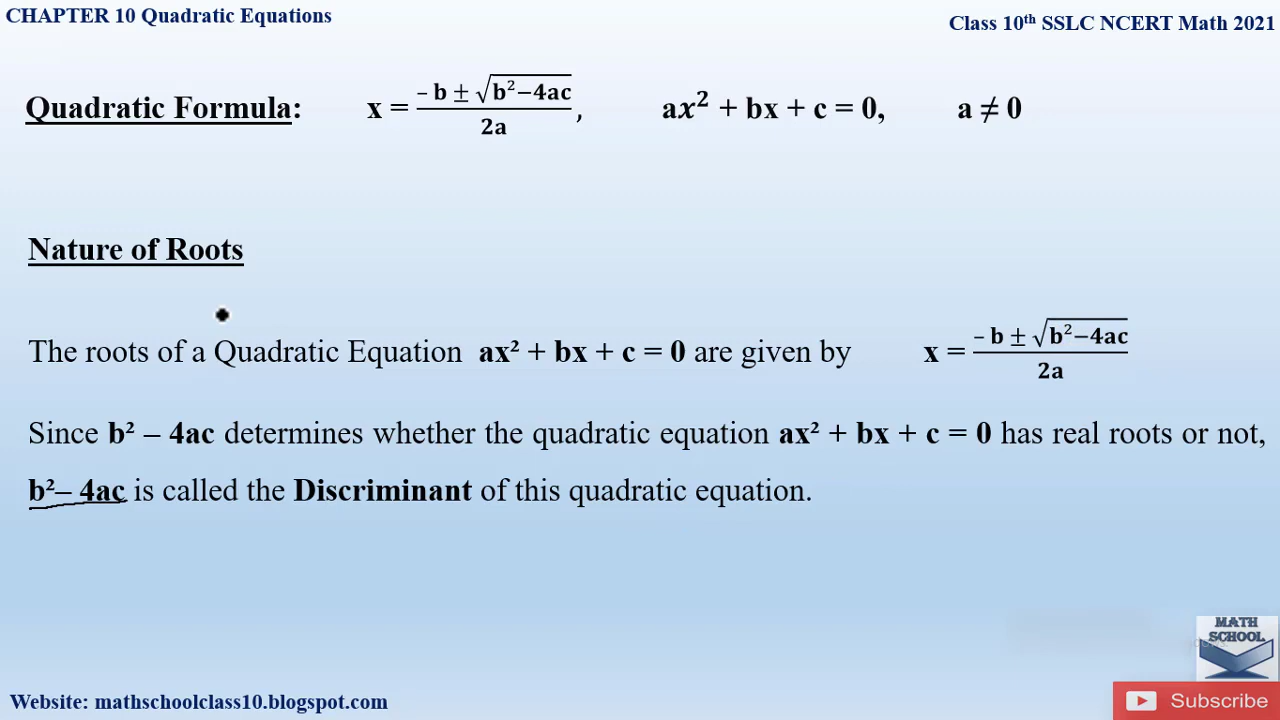 CHAPTER 10 Quadratic Equations
Class 10th SSLC NCERT Math 2021
Quadratic Formula: x = (– b ± √(b²−4ac))/2a , ax² + bx + c = 0, a ≠ 0
Nature of Roots
The roots of a Quadratic Equation ax² + bx + c = 0 are given by x = (– b ± √(b²−4ac))/2a
Since b² – 4ac determines whether the quadratic equation ax² + bx + c = 0 has real roots or not,
b²– 4ac is called the Discriminant of this quadratic equation.
MATH
SCHOOL
Website: mathschoolclass10.blogspot.com
Subscribe